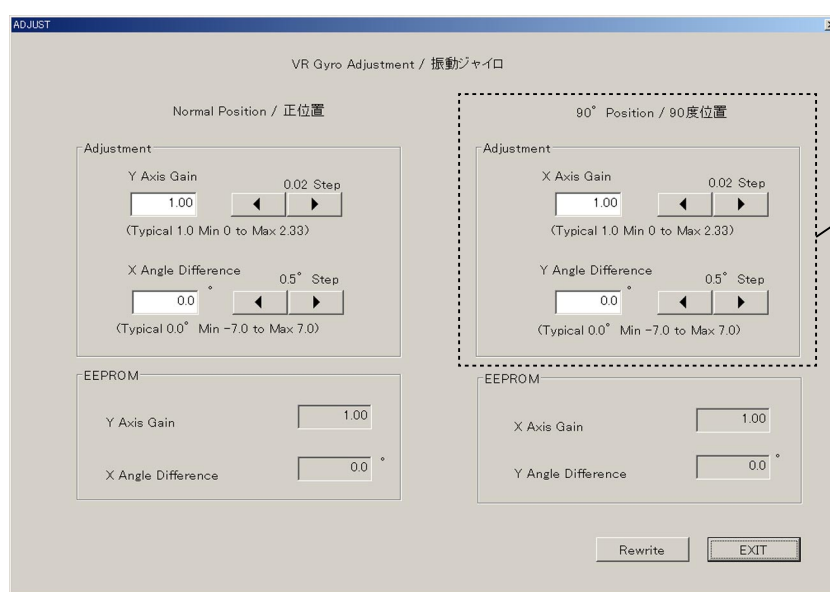 ADJUST
VR Gyro Adjustment / 振動ジャイロ
Normal Position / 正位置
Adjustment
Y Axis Gain
0.02 Step
1.00
(Typical 1.0 Min 0 to Max 2.33)
X Angle Difference
0.5° Step
0.0 °
(Typical 0.0° Min -7.0 to Max 7.0)
EEPROM
Y Axis Gain 1.00
X Angle Difference 0.0 °
90° Position / 90度位置
Adjustment
X Axis Gain
0.02 Step
1.00
(Typical 1.0 Min 0 to Max 2.33)
Y Angle Difference
0.5° Step
0.0 °
(Typical 0.0° Min -7.0 to Max 7.0)
EEPROM
X Axis Gain 1.00
Y Angle Difference 0.0 °
Rewrite EXIT